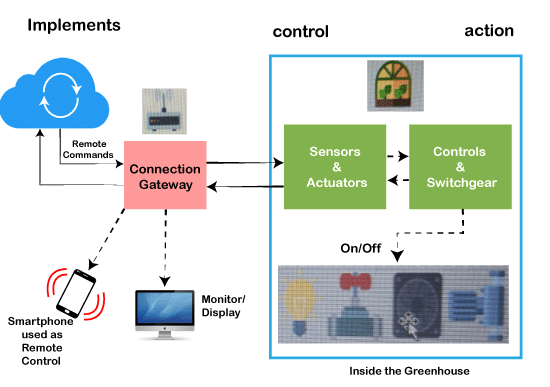 Implements
control
action
Remote
Commands
Connection
Gateway
Sensors
&
Actuators
Controls
&
Switchgear
On/Off
Monitor/
Display
Smartphone
used as
Remote
Control
Inside the Greenhouse